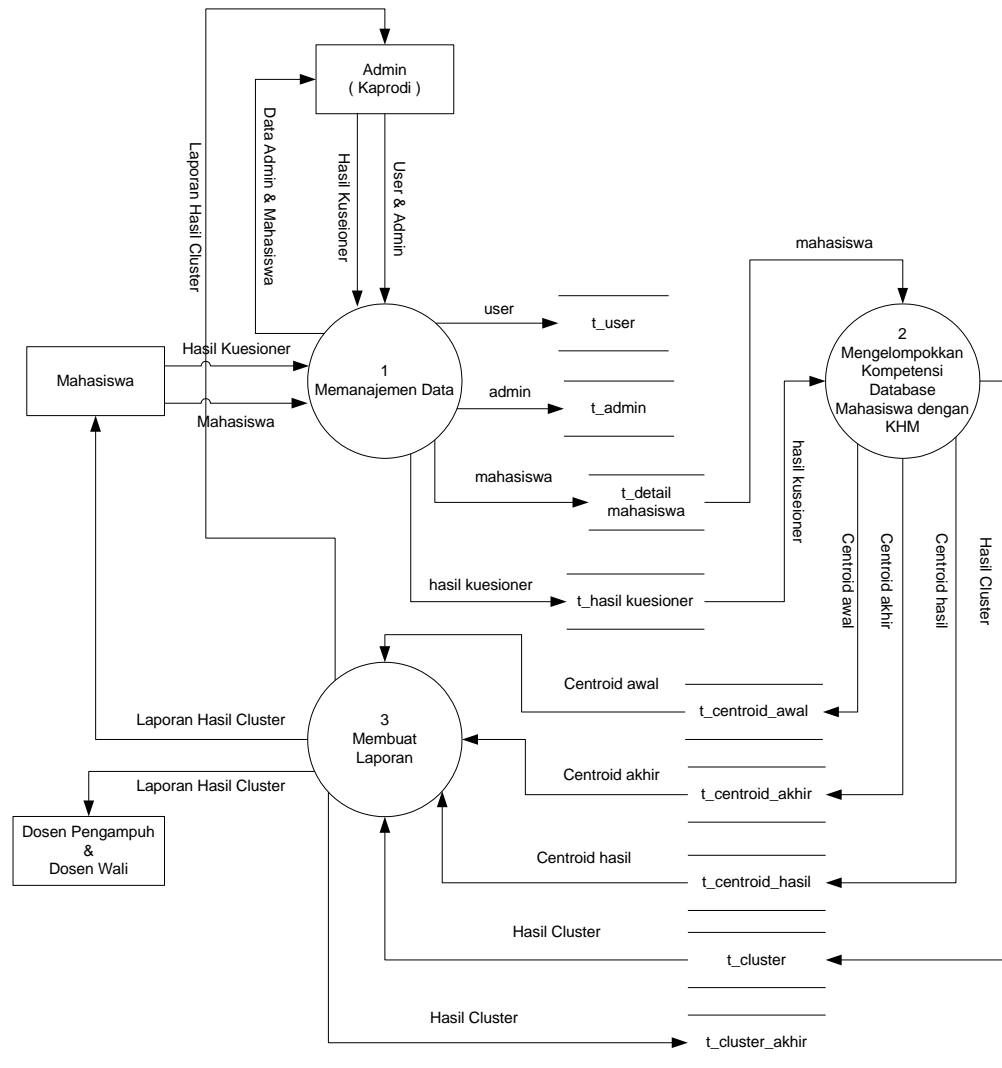 Admin
( Kaprodi )
Laporan Hasil Cluster
Data Admin & Mahasiswa
Hasil Kuseioner
User & Admin
mahasiswa
user
t_user
2
Mengelompokkan
Kompetensi
Database
Mahasiswa dengan
KHM
Hasil Kuesioner
Mahasiswa
Mahasiswa
1
Memanajemen Data
admin
t_admin
mahasiswa
t_detail
mahasiswa
hasil kuseioner
hasil kuesioner
t_hasil kuesioner
Centroid awal
Centroid akhir
Centroid hasil
Hasil Cluster
Centroid awal
t_centroid_awal
Laporan Hasil Cluster
3
Membuat
Laporan
Centroid akhir
t_centroid_akhir
Laporan Hasil Cluster
Dosen Pengampuh
&
Dosen Wali
Centroid hasil
t_centroid_hasil
Hasil Cluster
t_cluster
Hasil Cluster
t_cluster_akhir